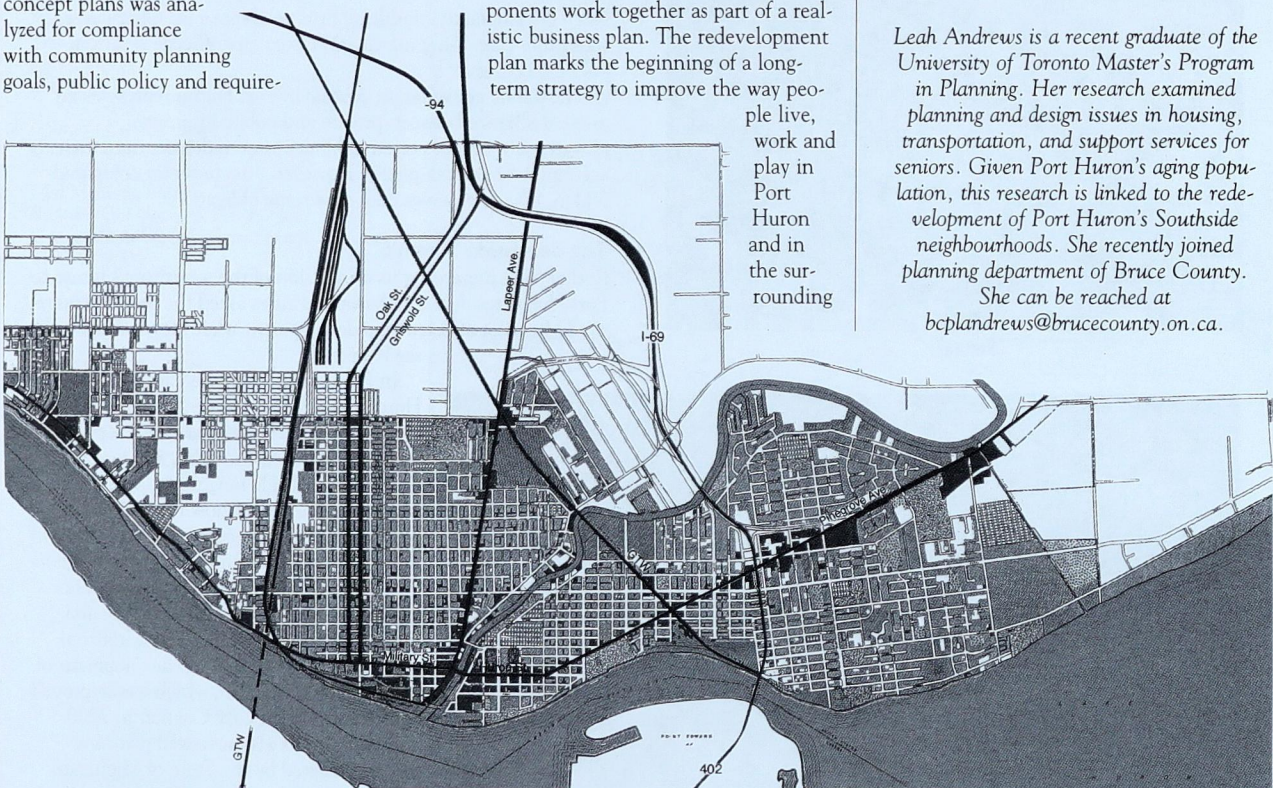 concept plans was ana-
lyzed for compliance
with community planning
goals, public policy and require-
ponents work together as part of a real-
istic business plan. The redevelopment
plan marks the beginning of a long-
term strategy to improve the way peo-
ple live,
work and
play in
Port
Huron
and in
the sur-
rounding
Leah Andrews is a recent graduate of the
University of Toronto Master's Program
in Planning. Her research examined
planning and design issues in housing,
transportation, and support services for
seniors. Given Port Huron's aging popu-
lation, this research is linked to the rede-
velopment of Port Huron's Southside
neighbourhoods. She recently joined
planning department of Bruce County.
She can be reached at
bcplandrews@brucecounty.on.ca.
-94
Oak St.
Griswold St.
Lapeer Ave.
I-69
GTW
Military St.
POINT EDWARD
402
GTW